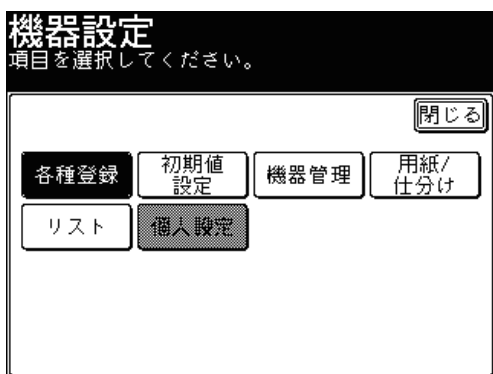 機器設定
項目を選択してください。
閉じる
各種登録
初期値
設定
機器管理
用紙/
仕分け
リスト
個人設定